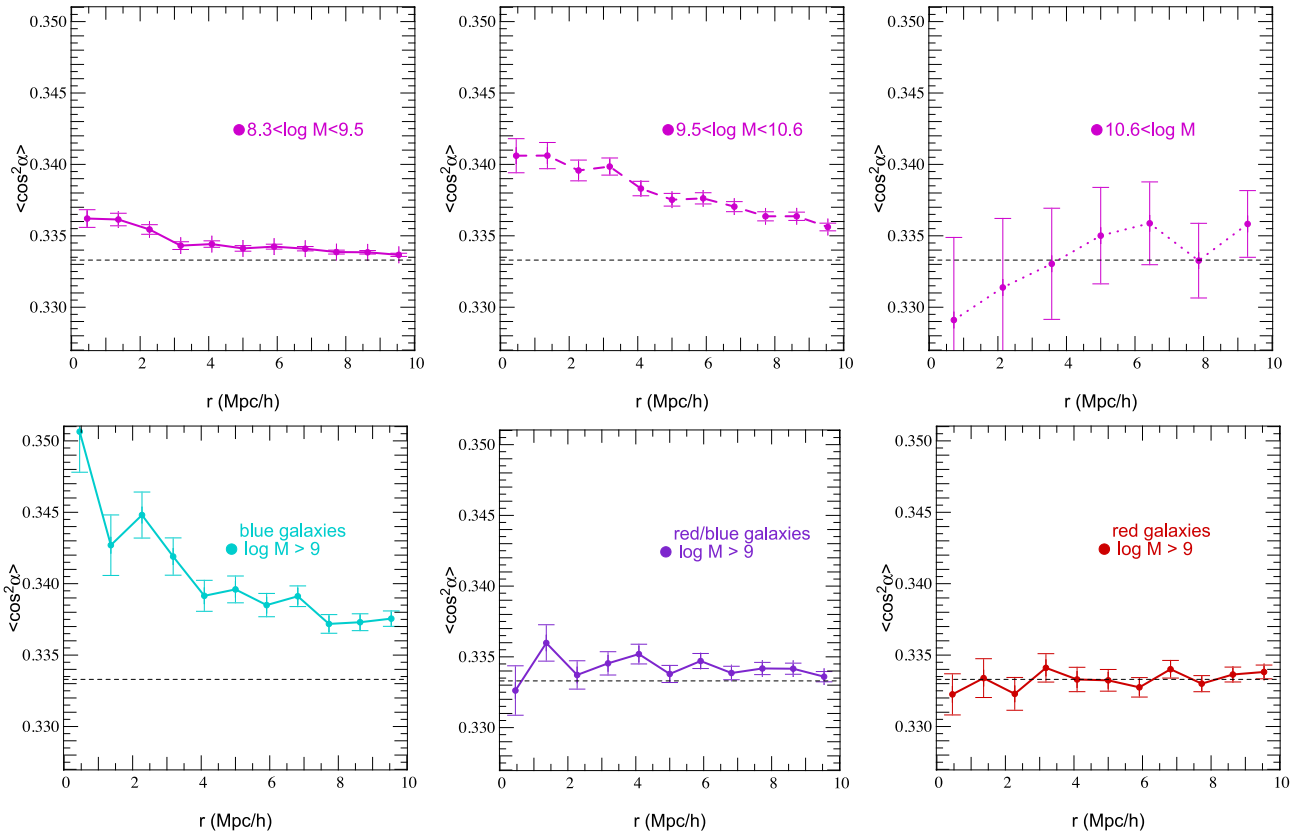 0.350
0.345
0.340
0.335
0.330
<cos²α>
8.3<log M<9.5
0 2 4 6 8 10
r (Mpc/h)
0.350
0.345
0.340
0.335
0.330
<cos²α>
9.5<log M<10.6
0 2 4 6 8 10
r (Mpc/h)
0.350
0.345
0.340
0.335
0.330
<cos²α>
10.6<log M
0 2 4 6 8 10
r (Mpc/h)
0.350
0.345
0.340
0.335
0.330
<cos²α>
blue galaxies
log M > 9
0 2 4 6 8 10
r (Mpc/h)
0.350
0.345
0.340
0.335
0.330
<cos²α>
red/blue galaxies
log M > 9
0 2 4 6 8 10
r (Mpc/h)
0.350
0.345
0.340
0.335
0.330
<cos²α>
red galaxies
log M > 9
0 2 4 6 8 10
r (Mpc/h)